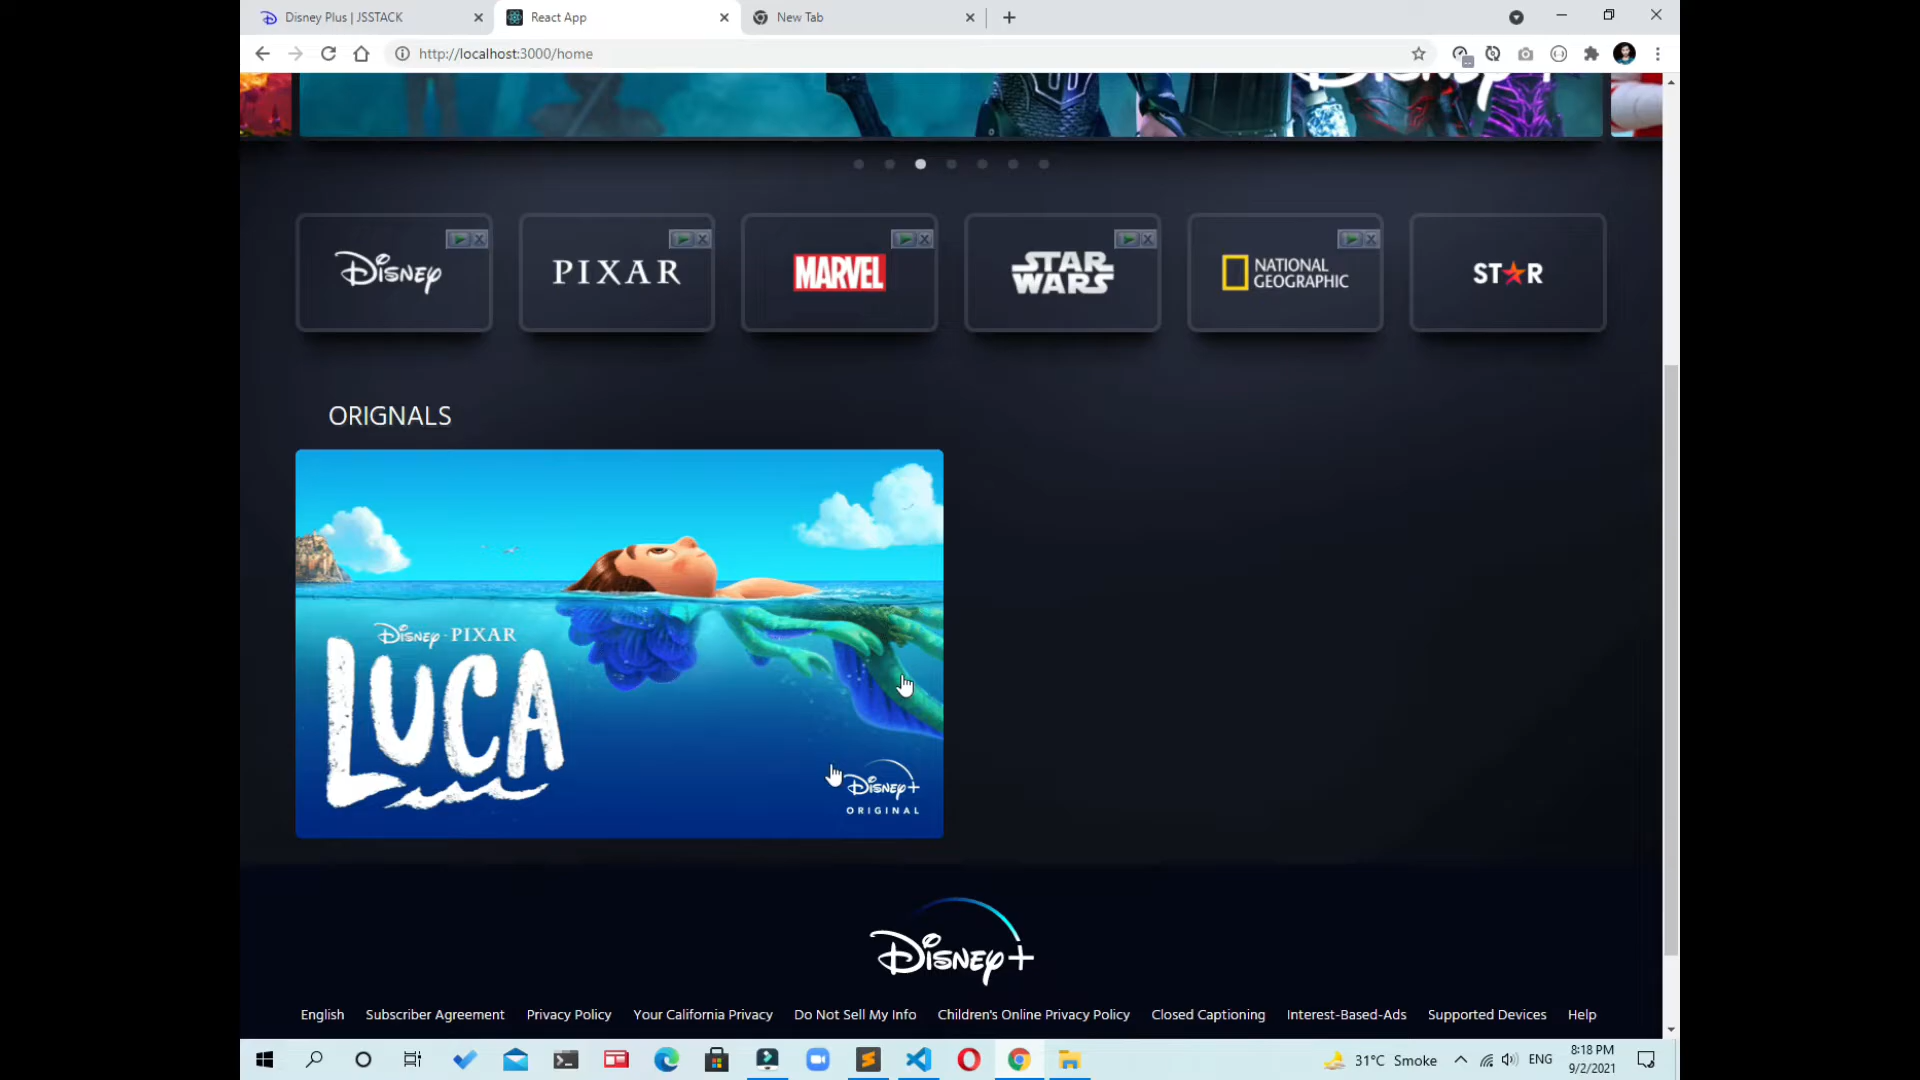 Disney Plus | JSSTACK
React App
New Tab
http://localhost:3000/home
Disney
PIXAR
MARVEL
STAR WARS
NATIONAL GEOGRAPHIC
STAR
ORIGNALS
Disney · PIXAR
LUCA
Disney+
ORIGINAL
Disney+
English Subscriber Agreement Privacy Policy Your California Privacy Do Not Sell My Info Children's Online Privacy Policy Closed Captioning Interest-Based-Ads Supported Devices Help
31°C Smoke ENG 8:18 PM
9/2/2021